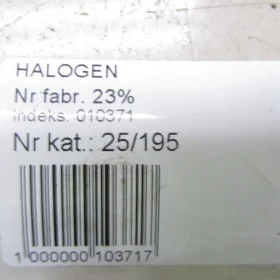 HALOGEN
Nr fabr. 23%
Indeks: 010371
Nr kat.: 25/195
1 000000 103717